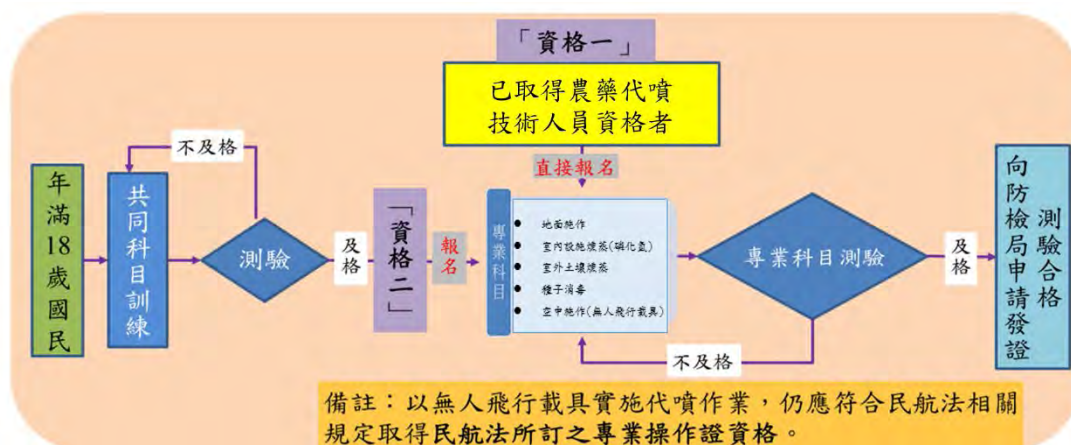 「資格一」
已取得農藥代噴
技術人員資格者
直接報名
年滿18歲國民
共同科目訓練
不及格
測驗
及格
「資格二」
報名
專業科目
地面施作
室內設施燻蒸(磷化氫)
室外土壤燻蒸
種子消毒
空中施作(無人飛行載具)
專業科目測驗
不及格
及格
測驗合格
向防檢局申請發證
備註：以無人飛行載具實施代噴作業，仍應符合民航法相關
規定取得民航法所訂之專業操作證資格。